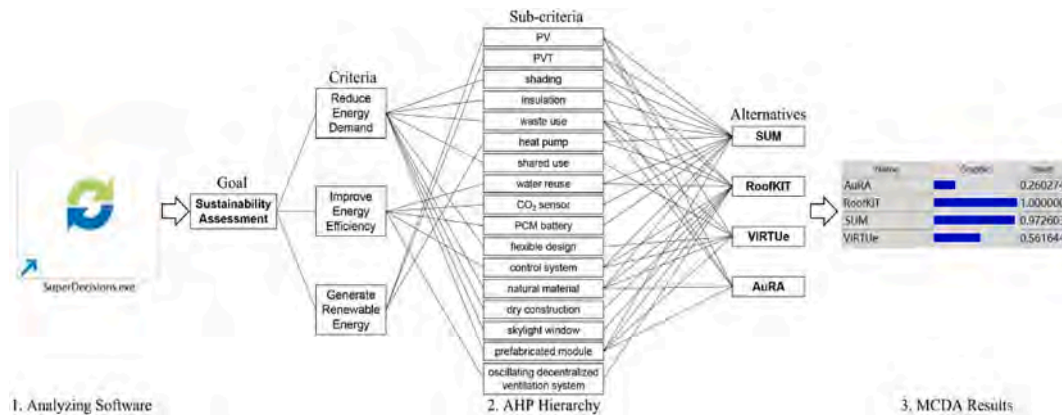 Sub-criteria
PV
PVT
shading
insulation
waste use
heat pump
shared use
water reuse
CO₂ sensor
PCM battery
flexible design
control system
natural material
dry construction
skylight window
prefabricated module
oscillating decentralized
ventilation system
Criteria
Reduce
Energy
Demand
Improve
Energy
Efficiency
Generate
Renewable
Energy
Goal
Sustainability
Assessment
Alternatives
SUM
RoofKIT
ViRTUe
AuRA
SuperDecisions.exe
Name
Graphic
Ideals
AuRA 0.260274
RoofKIT 1.000000
SUM
ViRTUe 0.561644
1. Analyzing Software
2. AHP Hierarchy
3. MCDA Results